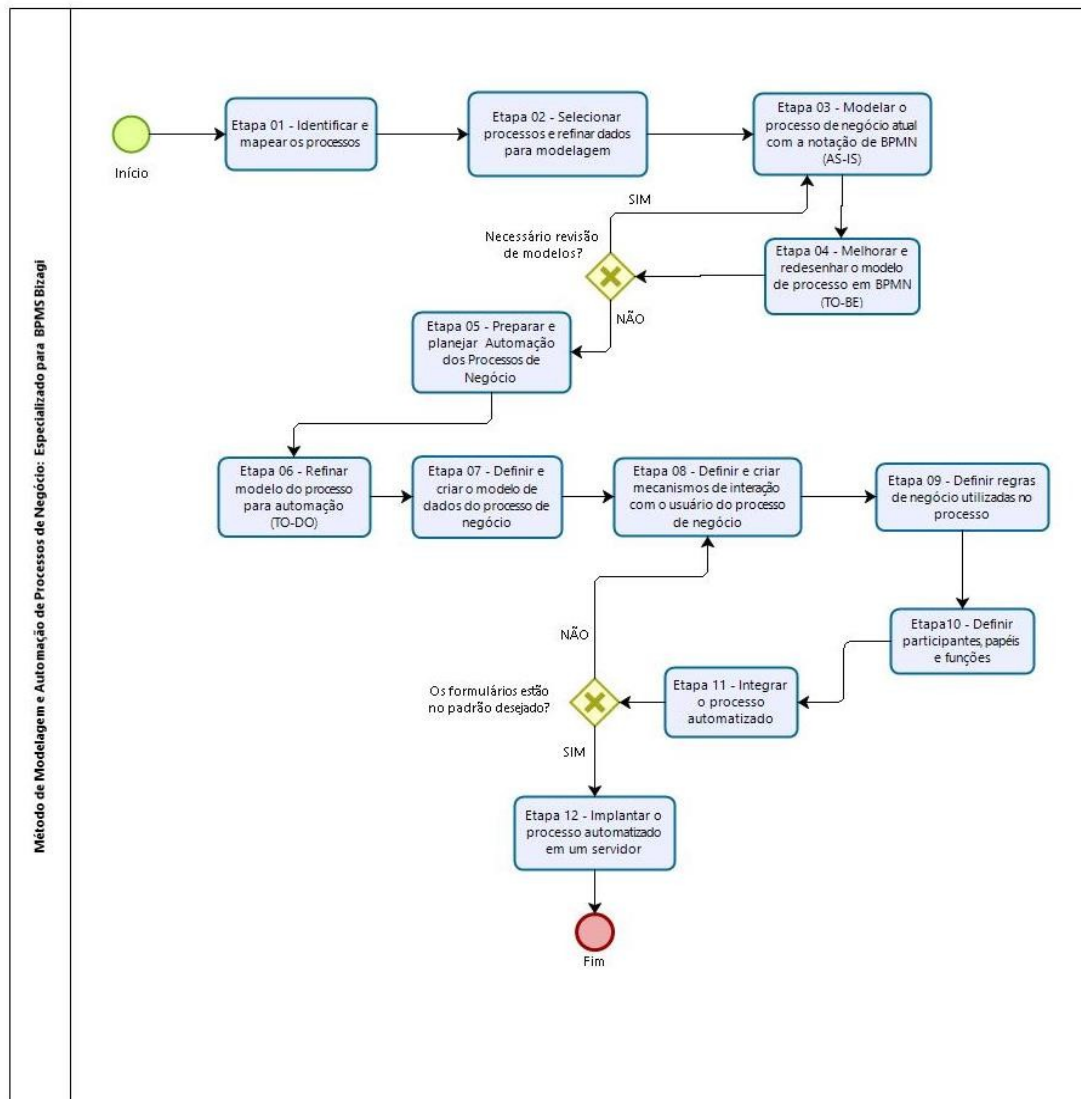 Método de Modelagem e Automação de Processos de Negócio: Especializado para BPMS Bizagi
Início
Etapa 01 - Identificar e
mapear os processos
Etapa 02 - Selecionar
processos e refinar dados
para modelagem
Etapa 03 - Modelar o
processo de negócio atual
com a notação de BPMN
(AS-IS)
SIM
Necessário revisão
de modelos?
Etapa 04 - Melhorar e
redesenhar o modelo
de processo em BPMN
(TO-BE)
NÃO
Etapa 05 - Preparar e
planejar Automação
dos Processos de
Negócio
Etapa 06 - Refinar
modelo do processo
para automação
(TO-DO)
Etapa 07 - Definir e
criar o modelo de
dados do processo de
negócio
Etapa 08 - Definir e criar
mecanismos de interação
com o usuário do processo
de negócio
Etapa 09 - Definir regras
de negócio utilizadas no
processo
Etapa10 - Definir
participantes, papéis
e funções
NÃO
Os formulários estão
no padrão desejado?
Etapa 11 - Integrar
o processo
automatizado
SIM
Etapa 12 - Implantar o
processo automatizado
em um servidor
Fim